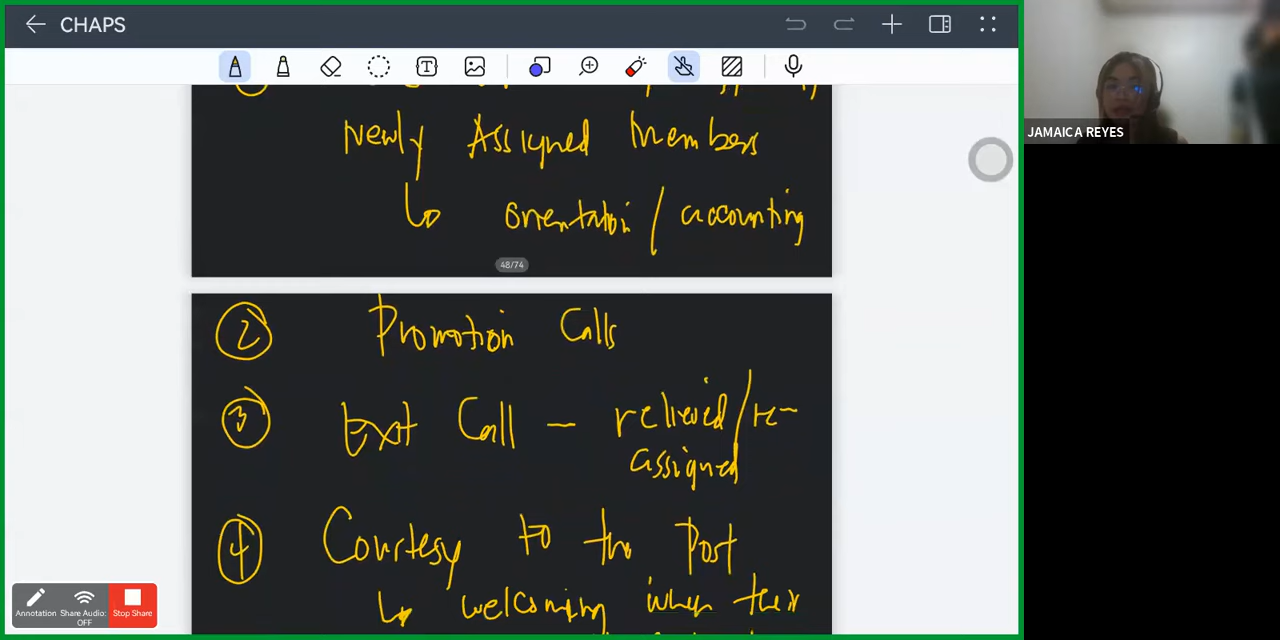 CHAPS
Newly Assigned Members
orientation / accounting
48/74
2 Promotion Calls
3 Exit Call - relieved/re-
assigned
4 Courtesy to the Post
welcoming when their
JAMAICA REYES
Annotation Share Audio: OFF Stop Share